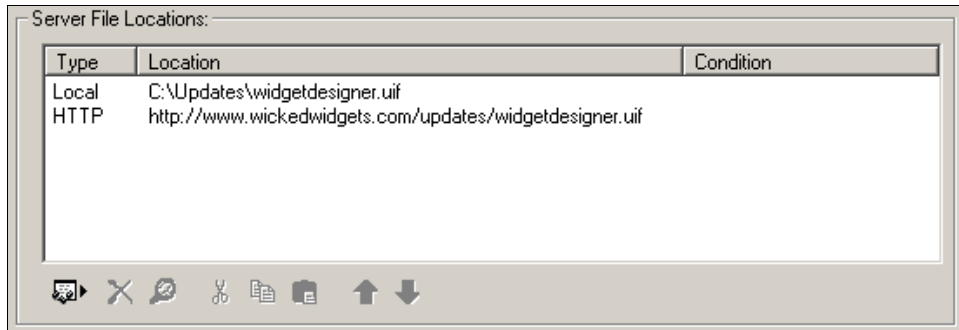 Server File Locations:
Type Location Condition
Local C:\Updates\widgetdesigner.uif
HTTP http://www.wickedwidgets.com/updates/widgetdesigner.uif